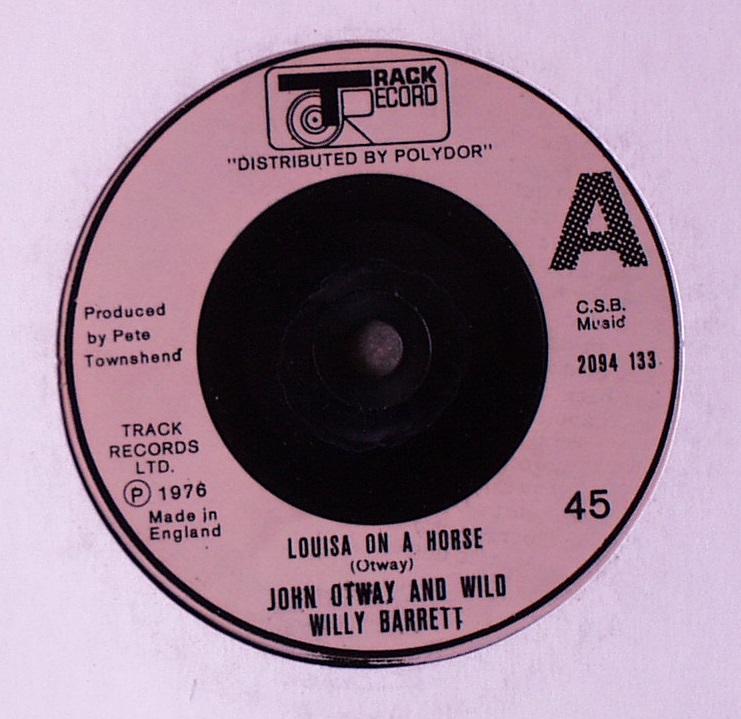 TRACK
RECORD
"DISTRIBUTED BY POLYDOR"
A
Produced
by Pete
Townshend
C.S.B.
Music
2094 133
TRACK
RECORDS
LTD.
Ⓟ 1976
Made in
England
45
LOUISA ON A HORSE
(Otway)
JOHN OTWAY AND WILD
WILLY BARRETT